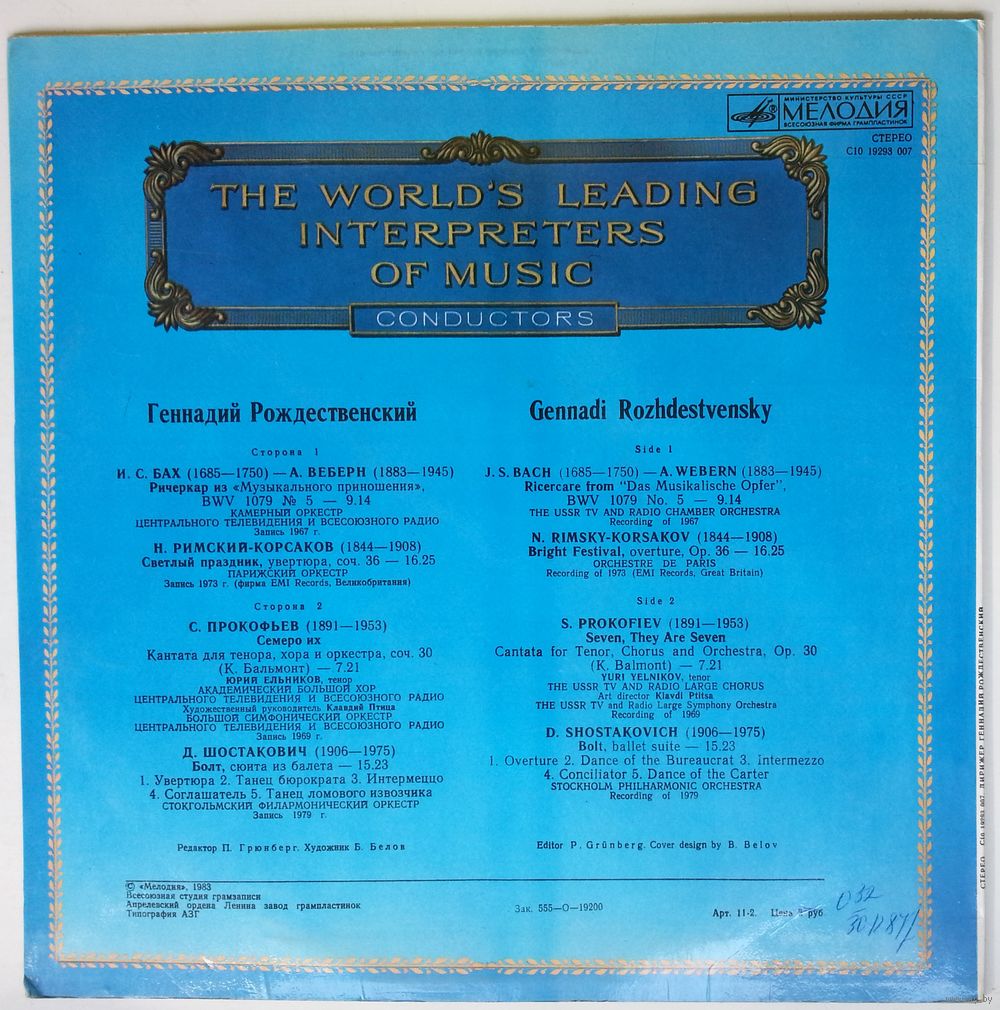 МИНИСТЕРСТВО КУЛЬТУРЫ СССР
МЕЛОДИЯ
ВСЕСОЮЗНАЯ ФИРМА ГРАМПЛАСТИНОК
СТЕРЕО
С10 19293 007
THE WORLD'S LEADING
INTERPRETERS
OF MUSIC
CONDUCTORS
Геннадий Рождественский
Сторона 1
И. С. БАХ (1685—1750) — А. ВЕБЕРН (1883—1945)
Ричеркар из «Музыкального приношения»,
BWV 1079 № 5 — 9.14
КАМЕРНЫЙ ОРКЕСТР
ЦЕНТРАЛЬНОГО ТЕЛЕВИДЕНИЯ И ВСЕСОЮЗНОГО РАДИО
Запись 1967 г.
Н. РИМСКИЙ-КОРСАКОВ (1844—1908)
Светлый праздник, увертюра, соч. 36 — 16.25
ПАРИЖСКИЙ ОРКЕСТР
Запись 1973 г. (фирма EMI Records, Великобритания)
Сторона 2
С. ПРОКОФЬЕВ (1891—1953)
Семеро их
Кантата для тенора, хора и оркестра, соч. 30
(К. Бальмонт) — 7.21
ЮРИЙ ЕЛЬНИКОВ, тенор
АКАДЕМИЧЕСКИЙ БОЛЬШОЙ ХОР
ЦЕНТРАЛЬНОГО ТЕЛЕВИДЕНИЯ И ВСЕСОЮЗНОГО РАДИО
Художественный руководитель Клавдий Птица
БОЛЬШОЙ СИМФОНИЧЕСКИЙ ОРКЕСТР
ЦЕНТРАЛЬНОГО ТЕЛЕВИДЕНИЯ И ВСЕСОЮЗНОГО РАДИО
Запись 1969 г.
Д. ШОСТАКОВИЧ (1906—1975)
Болт, сюита из балета — 15.23
1. Увертюра 2. Танец бюрократа 3. Интермеццо
4. Соглашатель 5. Танец ломового извозчика
СТОКГОЛЬМСКИЙ ФИЛАРМОНИЧЕСКИЙ ОРКЕСТР
Запись 1979 г.
Редактор П. Грюнберг. Художник Б. Белов
Gennadi Rozhdestvensky
Side 1
J. S. BACH (1685—1750) — A. WEBERN (1883—1945)
Ricercare from "Das Musikalische Opfer",
BWV 1079 No. 5 — 9.14
THE USSR TV AND RADIO CHAMBER ORCHESTRA
Recording of 1967
N. RIMSKY-KORSAKOV (1844—1908)
Bright Festival, overture, Op. 36 — 16.25
ORCHESTRE DE PARIS
Recording of 1973 (EMI Records, Great Britain)
Side 2
S. PROKOFIEV (1891—1953)
Seven, They Are Seven
Cantata for Tenor, Chorus and Orchestra, Op. 30
(K. Balmont) — 7.21
YURI YELNIKOV, tenor
THE USSR TV AND RADIO LARGE CHORUS
Art director Klavdi Ptitsa
THE USSR TV and Radio Large Symphony Orchestra
Recording of 1969
D. SHOSTAKOVICH (1906—1975)
Bolt, ballet suite — 15.23
1. Overture 2. Dance of the Bureaucrat 3. Intermezzo
4. Conciliator 5. Dance of the Carter
STOCKHOLM PHILHARMONIC ORCHESTRA
Recording of 1979
Editor P. Grünberg. Cover design by B. Belov
© «Мелодия», 1983
Всесоюзная студия грамзаписи
Апрелевский ордена Ленина завод грампластинок
Типография АЗГ
Зак. 555—О—19200
Арт. 11-2. Цена руб
СТЕРЕО С10 19293 007. ДИРИЖЕР ГЕННАДИЙ РОЖДЕСТВЕНСКИЙ